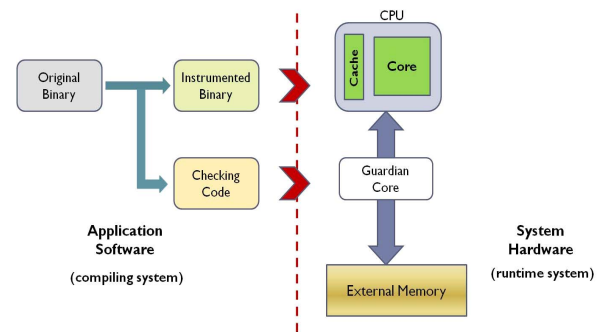 CPU
Original
Binary
Instrumented
Binary
Cache
Core
Checking
Code
Guardian
Core
Application
Software
(compiling system)
System
Hardware
(runtime system)
External Memory